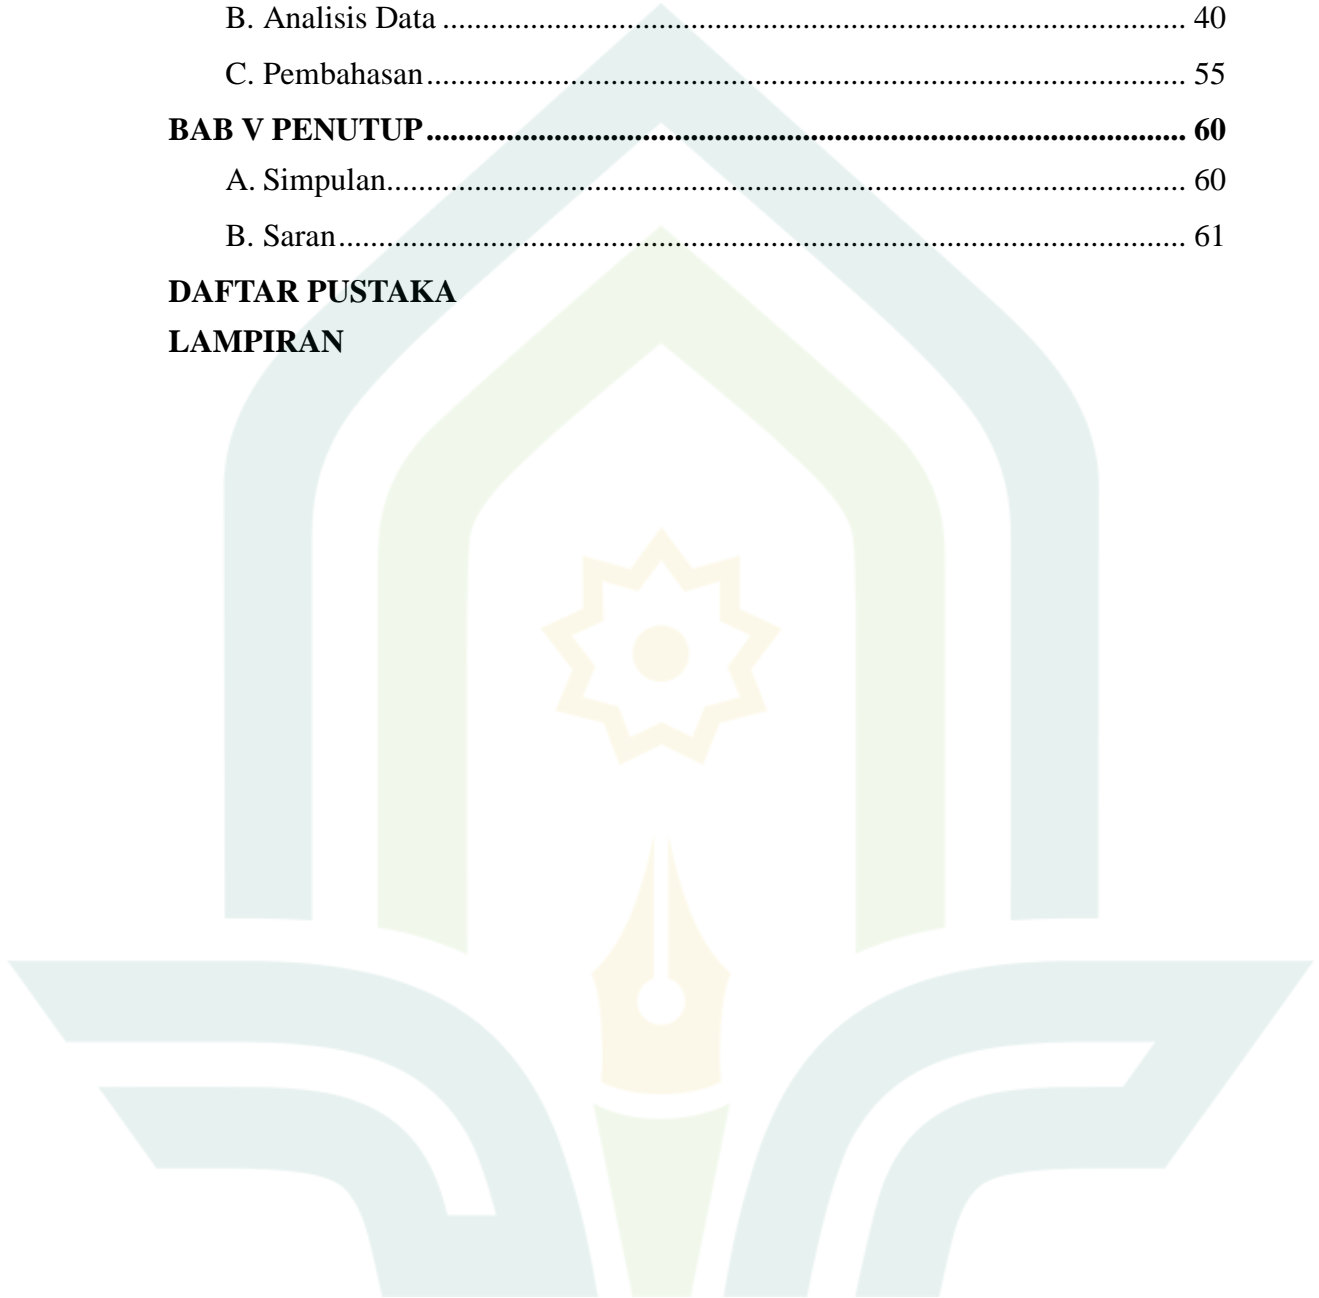 B. Analisis Data ............................................................................................. 40
C. Pembahasan ............................................................................................... 55
BAB V PENUTUP ............................................................................................... 60
A. Simpulan.................................................................................................... 60
B. Saran.......................................................................................................... 61
DAFTAR PUSTAKA
LAMPIRAN